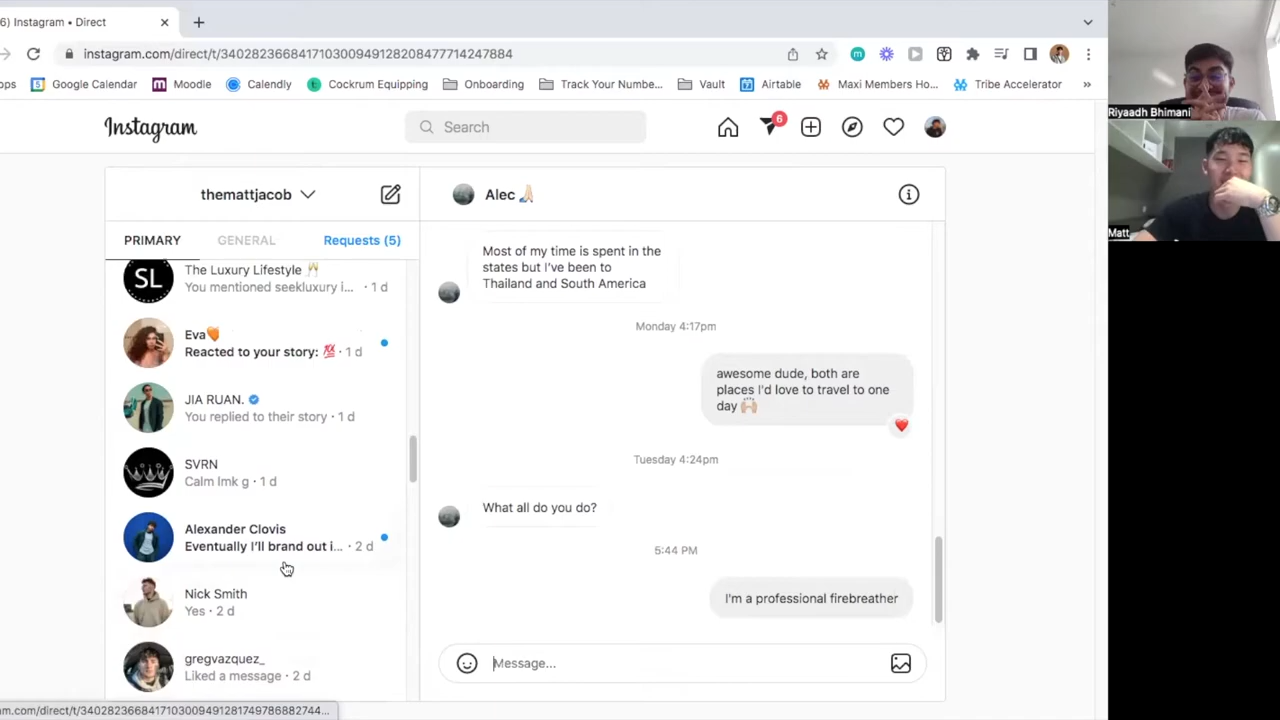 6) Instagram • Direct
instagram.com/direct/t/340282366841710300949128208477714247884
ps
Google Calendar
Moodle
Calendly
Cockrum Equipping
Onboarding
Track Your Numbe...
Vault
Airtable
Maxi Members Ho...
Tribe Accelerator
»
Riyaadh Bhimani
Matt
Instagram
Search
6
themattjacob
PRIMARY
GENERAL
Requests (5)
The Luxury Lifestyle 🥂
You mentioned seekluxury i... · 1 d
SL
Eva🧡
Reacted to your story: 💯 · 1 d
JIA RUAN.
You replied to their story · 1 d
SVRN
Calm lmk g · 1 d
Alexander Clovis
Eventually I'll brand out i... · 2 d
Nick Smith
Yes · 2 d
gregvazquez_
Liked a message · 2 d
Alec 🙏🏻
Most of my time is spent in the
states but I've been to
Thailand and South America
Monday 4:17pm
awesome dude, both are
places I'd love to travel to one
day 🙌🏼
❤️
Tuesday 4:24pm
What all do you do?
5:44 PM
I'm a professional firebreather
Message...
am.com/direct/t/3402823668417103009491281749786882744...